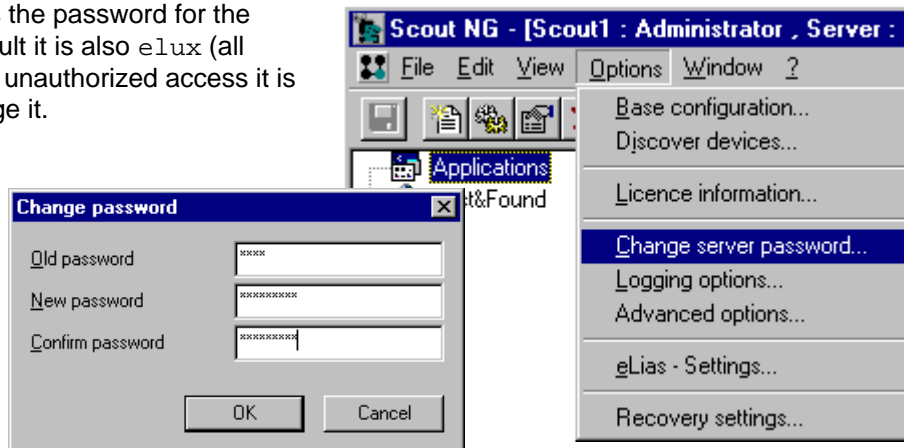 the password for the
ult it is also elux (all
unauthorized access it is
ge it.
Scout NG - [Scout1 : Administrator , Server :
File Edit View Options Window ?
Base configuration...
Discover devices...
Licence information...
Change server password...
Logging options...
Advanced options...
eLias - Settings...
Recovery settings...
Applications
st&Found
Change password
Old password ****
New password *********
Confirm password *********
OK Cancel